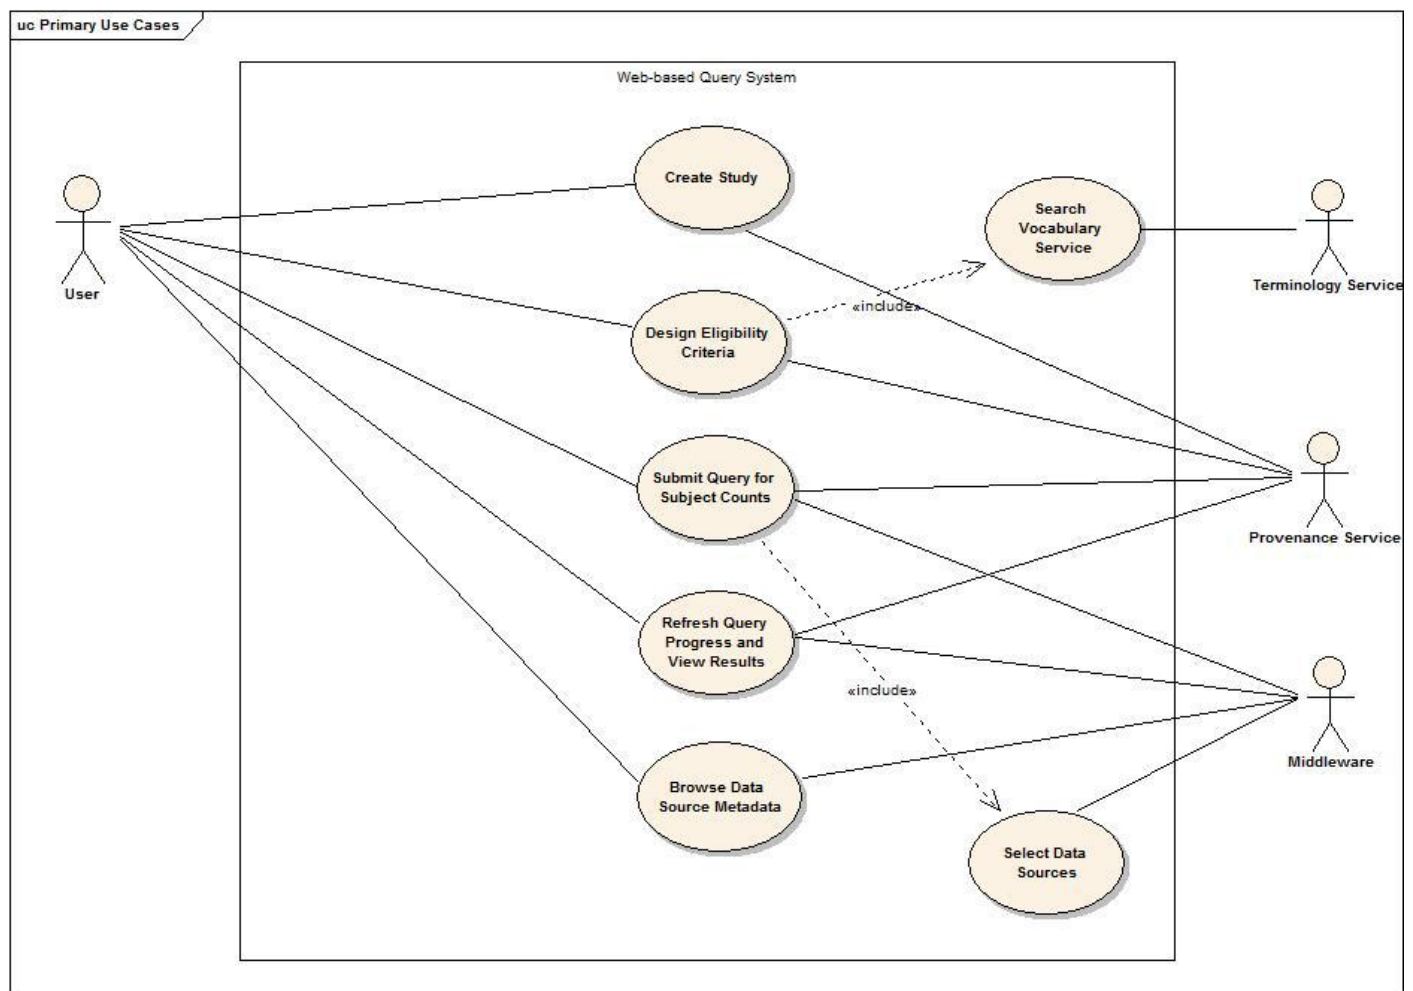 uc Primary Use Cases
Web-based Query System
Create Study
Search
Vocabulary
Service
User
Terminology Service
«include»
Design Eligibility
Criteria
Submit Query for
Subject Counts
Provenance Service
Refresh Query
Progress and
View Results
«include»
Middleware
Browse Data
Source Metadata
Select Data
Sources